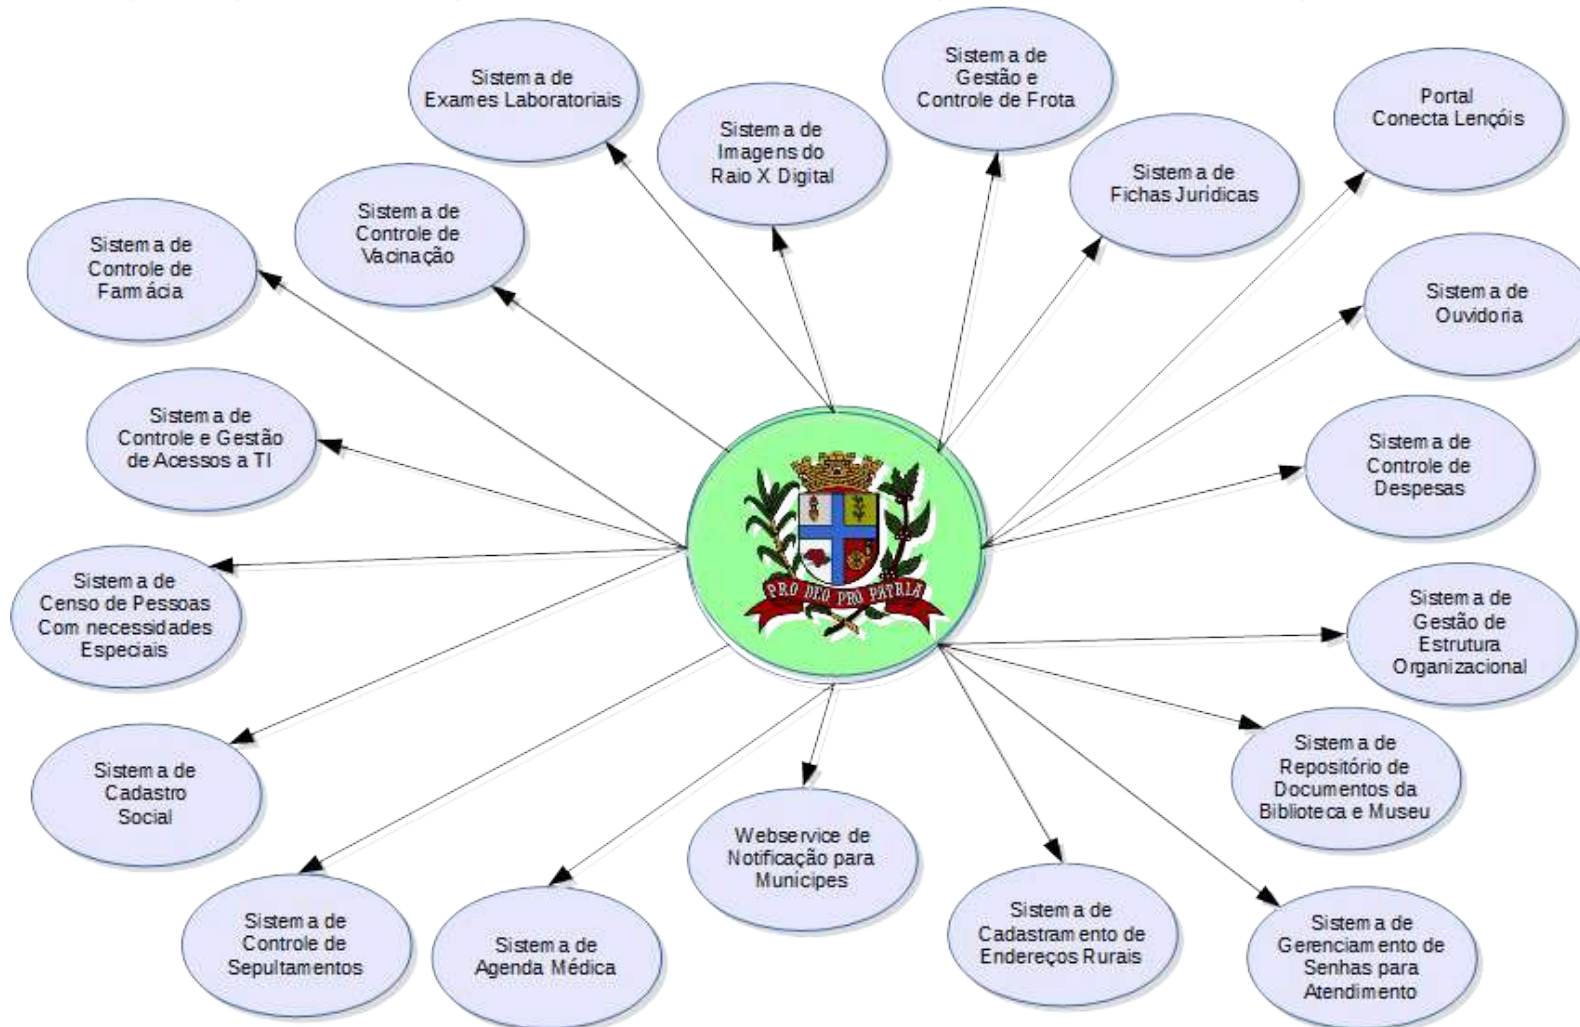 Sistema de
Exames Laboratoriais
Sistema de
Imagens do
Raio X Digital
Sistema de
Gestão e
Controle de Frota
Sistema de
Fichas Jurídicas
Portal
Conecta Lençóis
Sistema de
Controle de
Vacinação
Sistema de
Controle de
Farmácia
Sistema de
Ouvidoria
Sistema de
Controle e Gestão
de Acessos a TI
Sistema de
Controle de
Despesas
PRO DEO PRO PATRIA
Sistema de
Censo de Pessoas
Com necessidades
Especiais
Sistema de
Gestão de
Estrutura
Organizacional
Sistema de
Cadastro
Social
Sistema de
Repositório de
Documentos da
Biblioteca e Museu
Webservice de
Notificação para
Munícipes
Sistema de
Controle de
Sepultamentos
Sistema de
Agenda Médica
Sistema de
Cadastramento de
Endereços Rurais
Sistema de
Gerenciamento de
Senhas para
Atendimento